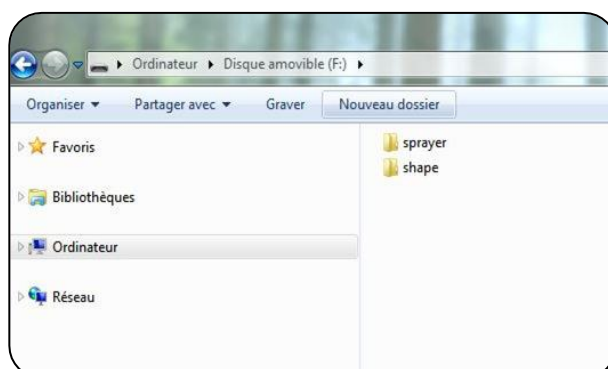 Ordinateur Disque amovible (F:)
Organiser Partager avec Graver Nouveau dossier
Favoris
Bibliothèques
Ordinateur
Réseau
sprayer
shape